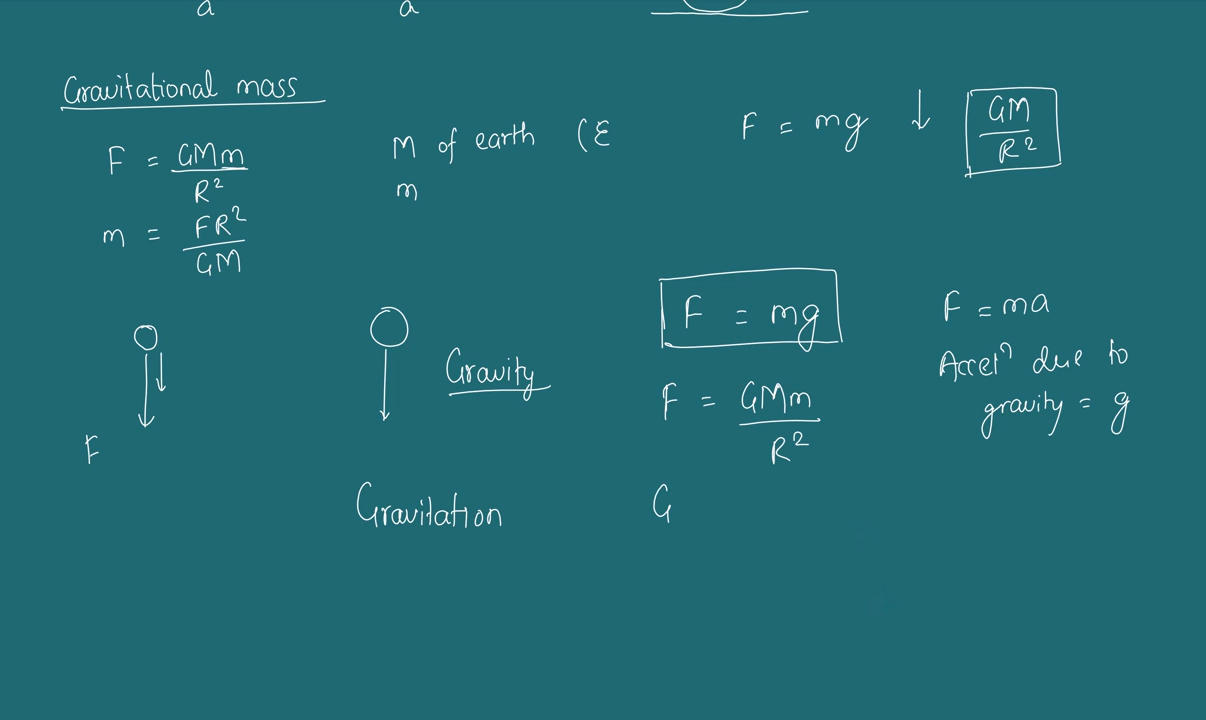 a a
Gravitational mass
F = GMm / R²
m = FR² / GM
M of earth (E
m
F = mg ↓ GM / R²
F
Gravity
Gravitation
F = mg
F = GMm / R²
G
F = ma
Accelⁿ due to
gravity = g